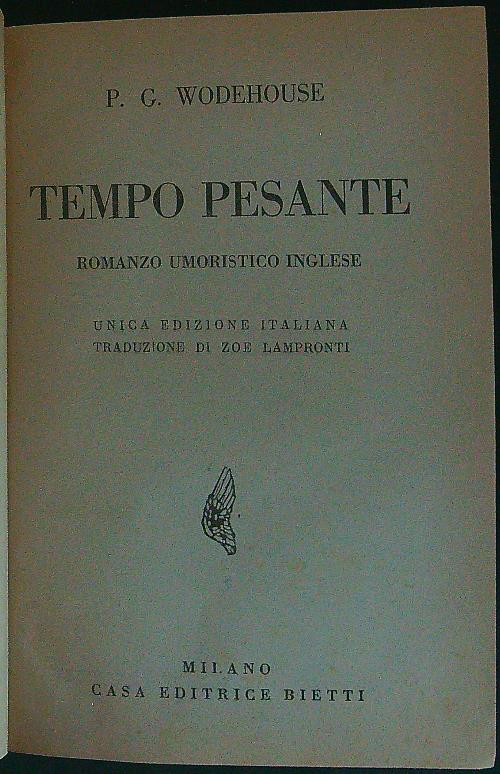 P. G. WODEHOUSE
TEMPO PESANTE
ROMANZO UMORISTICO INGLESE
UNICA EDIZIONE ITALIANA
TRADUZIONE DI ZOE LAMPRONTI
MILANO
CASA EDITRICE BIETTI